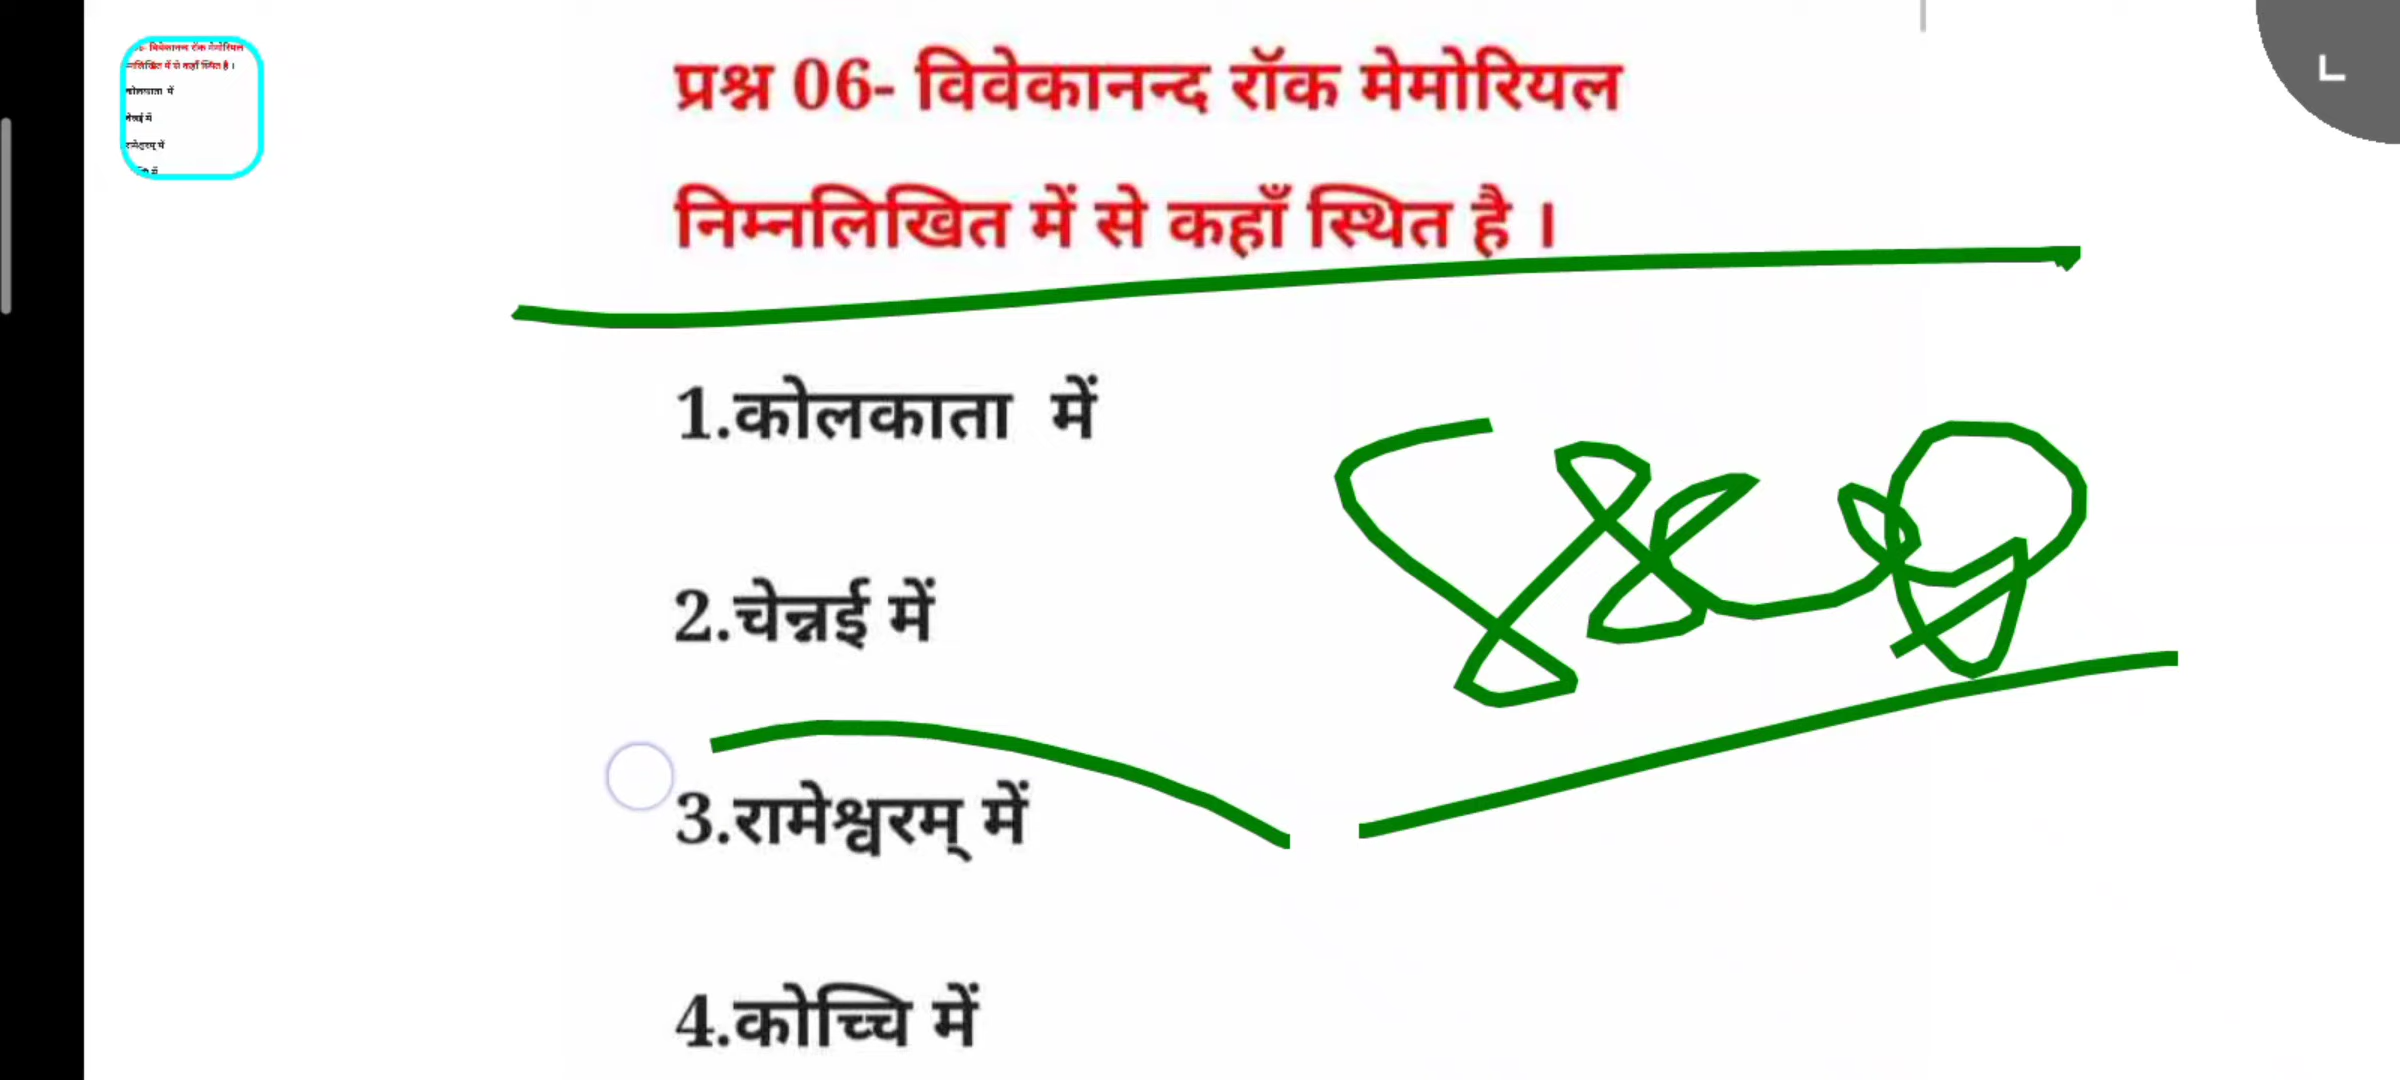 प्रश्न 06- विवेकानन्द रॉक मेमोरियल
निम्नलिखित में से कहाँ स्थित है ।
1.कोलकाता में
2.चेन्नई में
3.रामेश्वरम् में
4.कोच्चि में